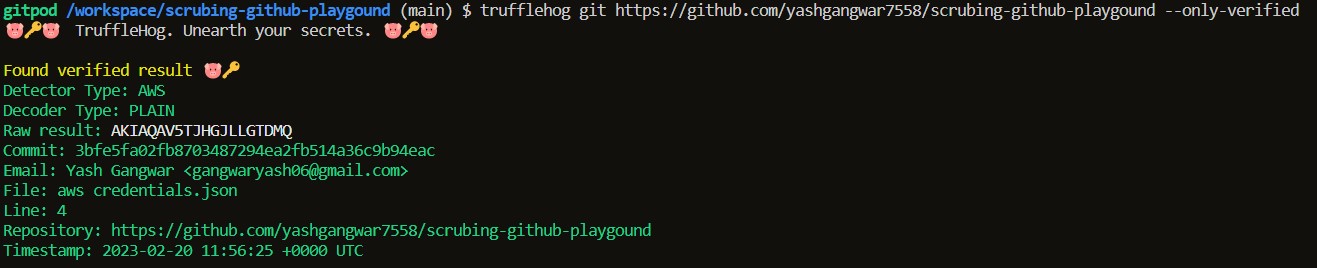 gitpod /workspace/scrubing-github-playgound (main) $ trufflehog git https://github.com/yashgangwar7558/scrubing-github-playgound --only-verified
🐷🔑🐷 TruffleHog. Unearth your secrets. 🐷🔑🐷
Found verified result 🐷🔑
Detector Type: AWS
Decoder Type: PLAIN
Raw result: AKIAQAV5TJHGJLLGTDMQ
Commit: 3bfe5fa02fb8703487294ea2fb514a36c9b94eac
Email: Yash Gangwar <gangwaryash06@gmail.com>
File: aws credentials.json
Line: 4
Repository: https://github.com/yashgangwar7558/scrubing-github-playgound
Timestamp: 2023-02-20 11:56:25 +0000 UTC